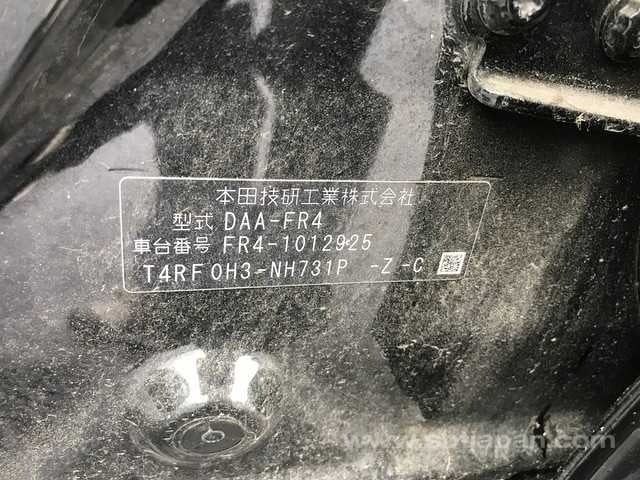 本田技研工業株式会社
型式 DAA-FR4
車台番号 FR4-1012925
T4RF0H3-NH731P -Z-C
www.sbtjapan.com